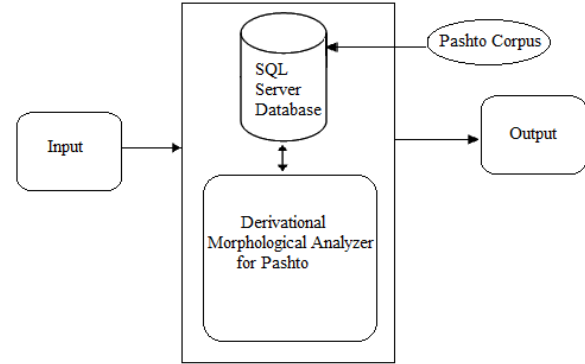 Input
SQL
Server
Database
Pashto Corpus
Output
Derivational
Morphological Analyzer
for Pashto